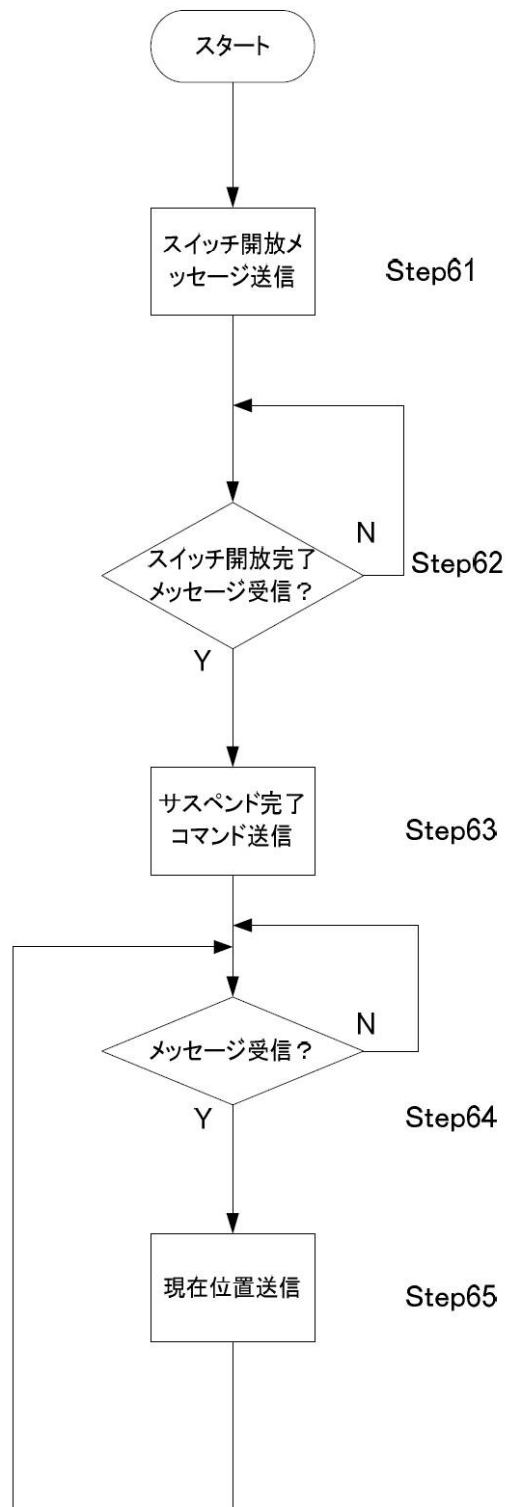 スタート
スイッチ開放メ
ッセージ送信
Step61
N
スイッチ開放完了
メッセージ受信？
Step62
Y
サスペンド完了
コマンド送信
Step63
N
メッセージ受信？
Y
Step64
現在位置送信
Step65